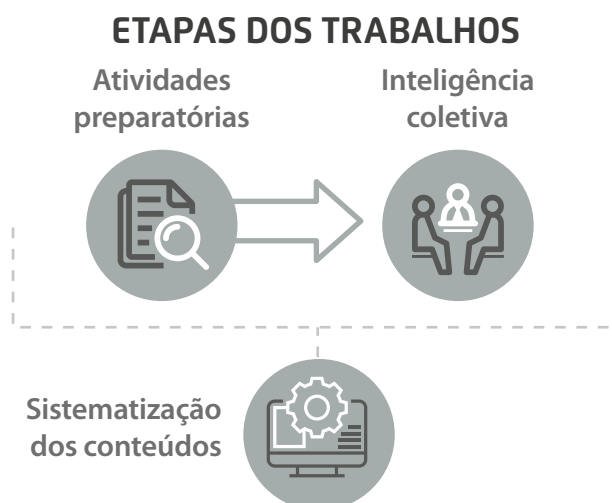 ETAPAS DOS TRABALHOS
Atividades
preparatórias
Inteligência
coletiva
Sistematização
dos conteúdos